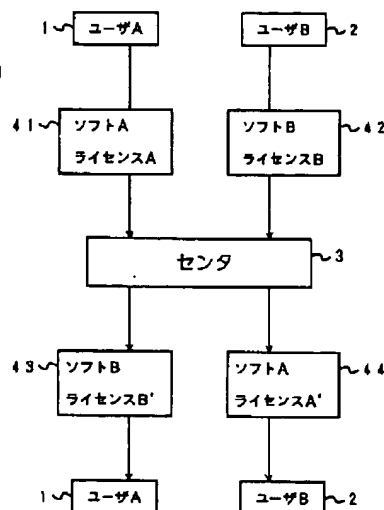 1 ユーザA
ユーザB 2
41 ソフトA
ライセンスA
ソフトB 42
ライセンスB
センタ 3
43 ソフトB
ライセンスB'
ソフトA 44
ライセンスA'
1 ユーザA
ユーザB 2